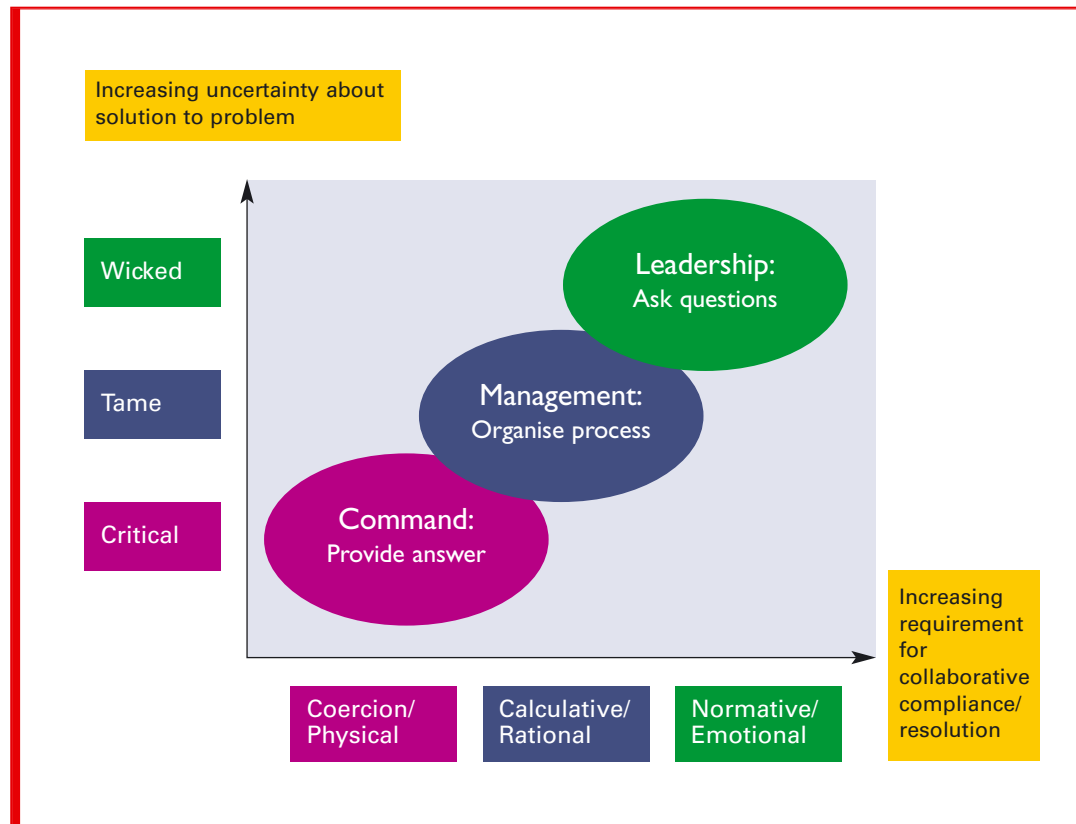 Increasing uncertainty about
solution to problem
Wicked
Leadership:
Ask questions
Tame
Management:
Organise process
Critical
Command:
Provide answer
Increasing
requirement
for
collaborative
compliance/
resolution
Coercion/
Physical
Calculative/
Rational
Normative/
Emotional